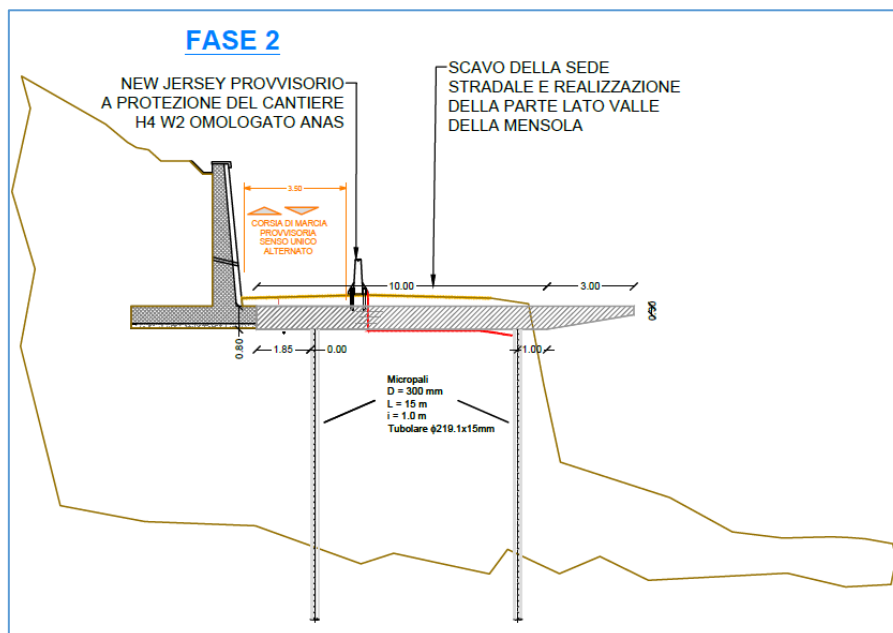 FASE 2
NEW JERSEY PROVVISORIO
A PROTEZIONE DEL CANTIERE
H4 W2 OMOLOGATO ANAS
SCAVO DELLA SEDE
STRADALE E REALIZZAZIONE
DELLA PARTE LATO VALLE
DELLA MENSOLA
3.50
CORSIA DI MARCIA
PROVVISORIA
SENSO UNICO
ALTERNATO
10.00
3.00
0.80
1.85
0.00
1.00
Micropali
D = 300 mm
L = 15 m
i = 1.0 m
Tubolare ϕ219.1x15mm